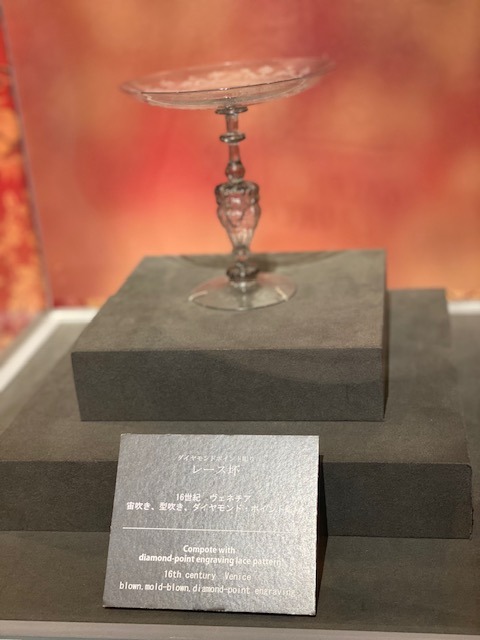 ダイヤモンドポイント彫り
レース坏
16世紀 ヴェネチア
宙吹き、型吹き、ダイヤモンド・ポイント彫り
Compote with
diamond-point engraving lace pattern
16th century Venice
blown, mold-blown, diamond-point engraving